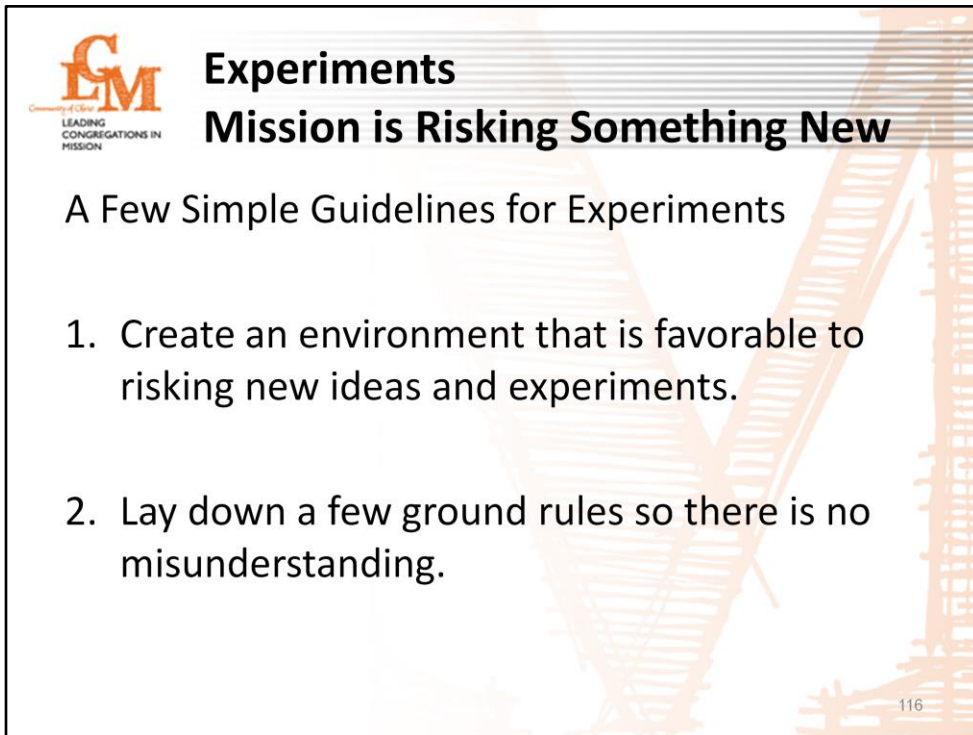 LCM
Community of Christ
LEADING
CONGREGATIONS IN
MISSION
Experiments
Mission is Risking Something New
A Few Simple Guidelines for Experiments
1. Create an environment that is favorable to
risking new ideas and experiments.
2. Lay down a few ground rules so there is no
misunderstanding.
116